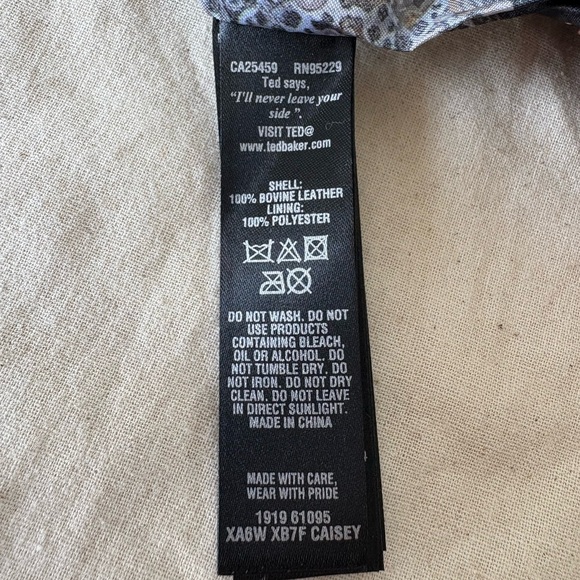 CA25459 RN95229
Ted says,
"I'll never leave your
side".
VISIT TED@
www.tedbaker.com
SHELL:
100% BOVINE LEATHER
LINING:
100% POLYESTER
DO NOT WASH. DO NOT
USE PRODUCTS
CONTAINING BLEACH,
OIL OR ALCOHOL. DO
NOT TUMBLE DRY. DO
NOT IRON. DO NOT DRY
CLEAN. DO NOT LEAVE
IN DIRECT SUNLIGHT.
MADE IN CHINA
MADE WITH CARE,
WEAR WITH PRIDE
1919 61095
XA6W XB7F CAISEY